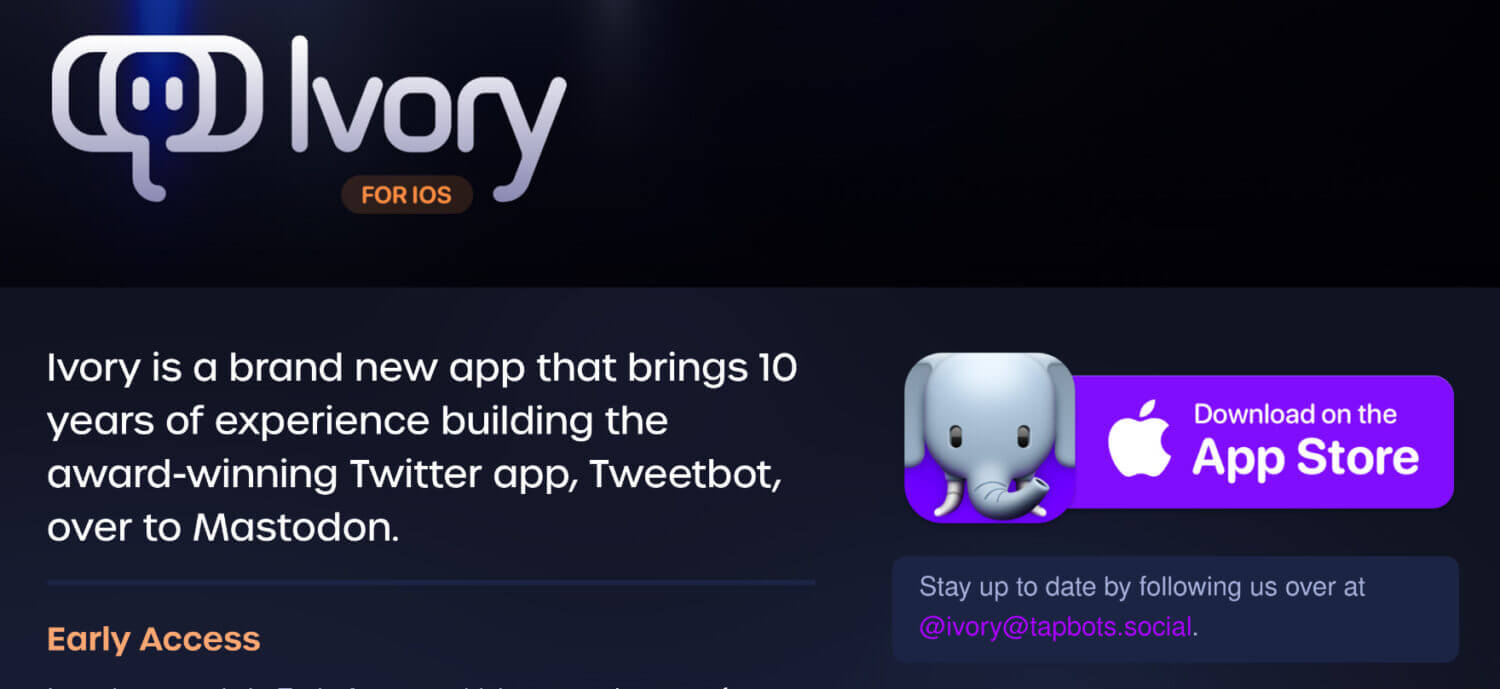 Ivory
FOR IOS
Ivory is a brand new app that brings 10
years of experience building the
award-winning Twitter app, Tweetbot,
over to Mastodon.
Download on the
App Store
Stay up to date by following us over at
@ivory@tapbots.social.
Early Access